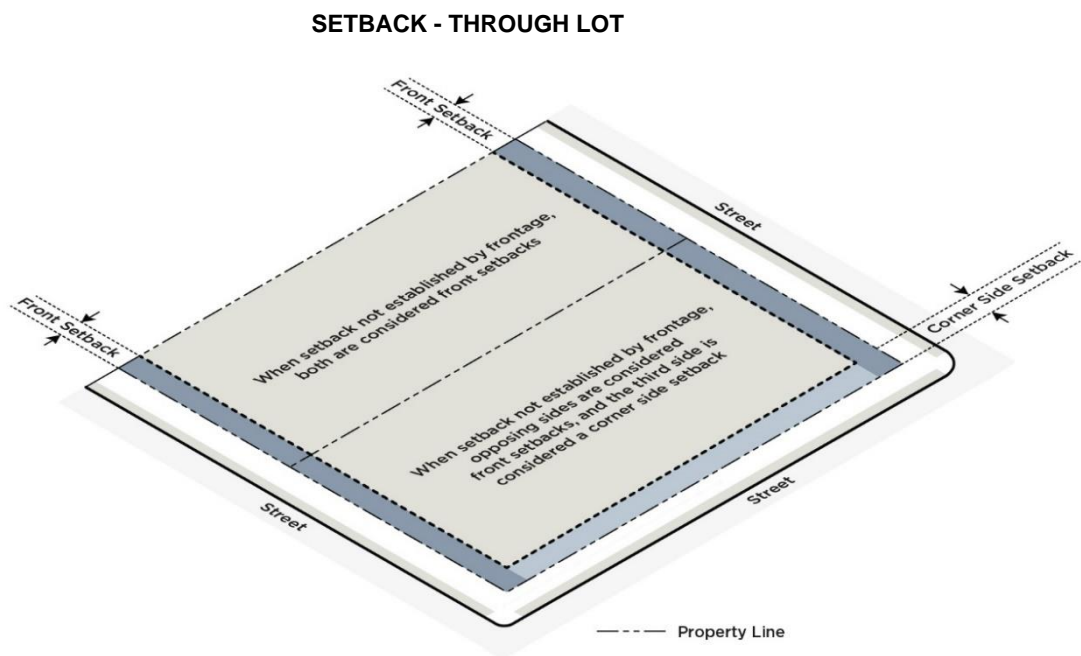 SETBACK - THROUGH LOT
Front Setback
Street
Corner Side Setback
When setback not established by frontage,
both are considered front setbacks
Front Setback
When setback not established by frontage,
opposing sides are considered
front setbacks, and the third side is
considered a corner side setback
Street
Street
Property Line